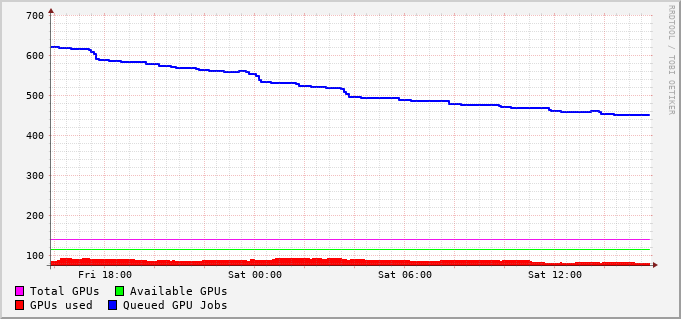 700
600
500
400
300
200
100
Fri 18:00 Sat 00:00 Sat 06:00 Sat 12:00
Total GPUs Available GPUs
GPUs used Queued GPU Jobs
RRDTOOL / TOBI OETIKER